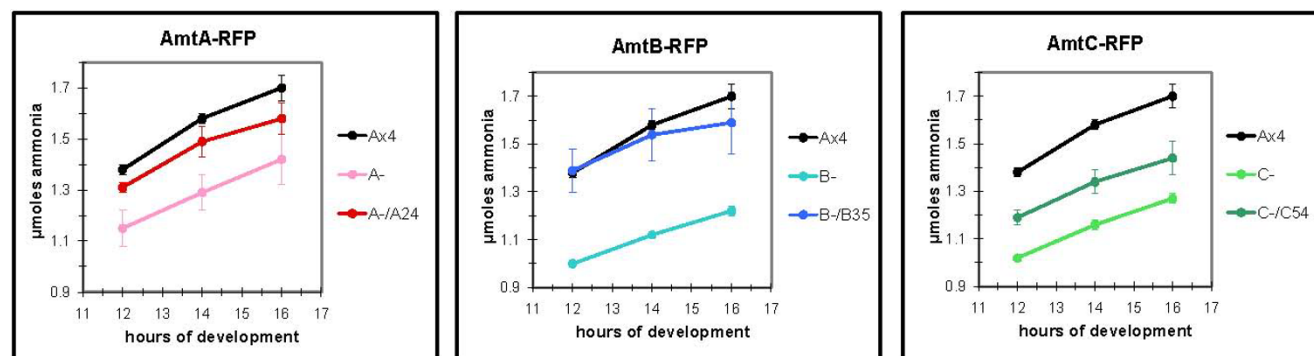 AmtA-RFP
1.7
1.5
1.3
1.1
0.9
µmoles ammonia
11 12 13 14 15 16 17
hours of development
Ax4
A-
A-/A24
AmtB-RFP
1.7
1.5
1.3
1.1
0.9
µmoles ammonia
11 12 13 14 15 16 17
hours of development
Ax4
B-
B-/B35
AmtC-RFP
1.7
1.5
1.3
1.1
0.9
µmoles ammonia
11 12 13 14 15 16 17
hours of development
Ax4
C-
C-/C54